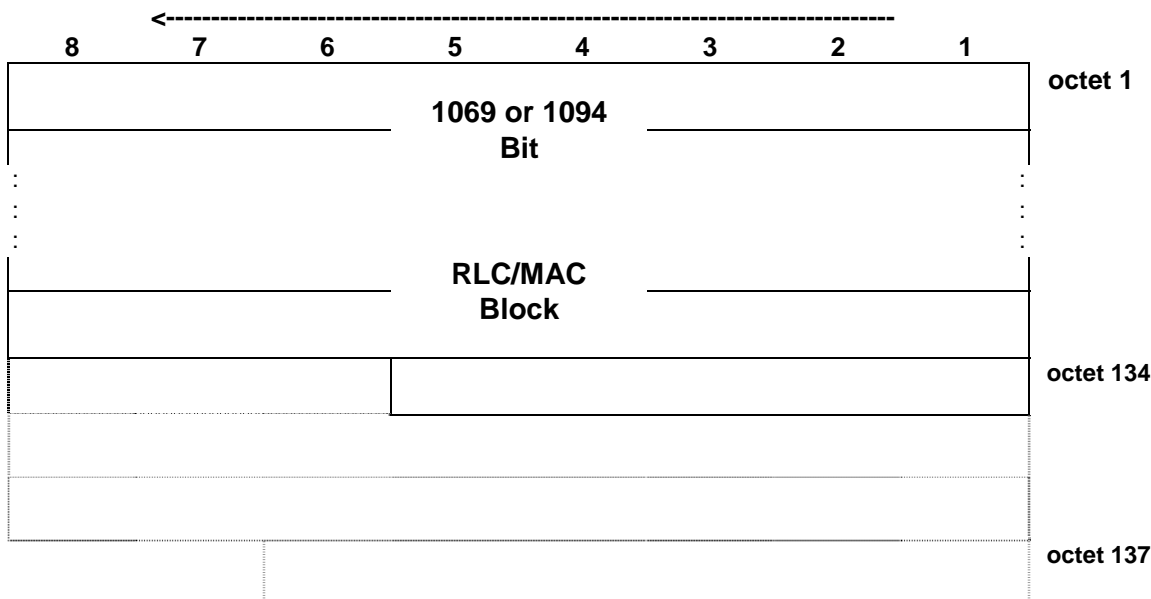 <---------------------------------------------------------------------------------
8 7 6 5 4 3 2 1
octet 1
1069 or 1094
Bit
: :
: :
: :
RLC/MAC
Block
octet 134
octet 137